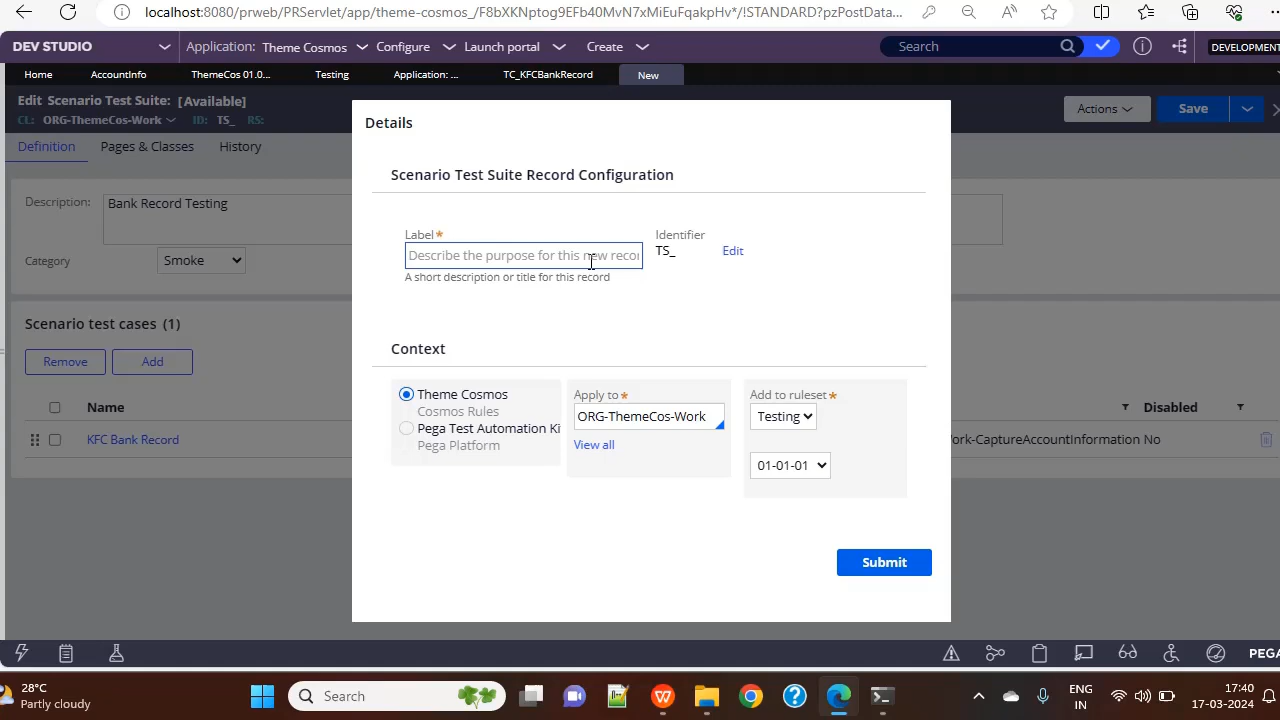 localhost:8080/prweb/PRServlet/app/theme-cosmos_/F8bXKNptog9EFb40MvN7xMiEuFqakpHv*/!STANDARD?pzPostData...
DEV STUDIO Application: Theme Cosmos Configure Launch portal Create Search DEVELOPMENT
Home AccountInfo ThemeCos 01.0... Testing Application: ... TC_KFCBankRecord New
Edit Scenario Test Suite: [Available]
CL: ORG-ThemeCos-Work ID: TS_ RS:
Actions Save
Definition Pages & Classes History
Description: Bank Record Testing
Category Smoke
Scenario test cases (1)
Remove Add
Name Disabled
KFC Bank Record ork-CaptureAccountInformation No
Details
Scenario Test Suite Record Configuration
Label* Identifier
Describe the purpose for this new recor TS_ Edit
A short description or title for this record
Context
Theme Cosmos
Cosmos Rules
Pega Test Automation Ki
Pega Platform
Apply to*
ORG-ThemeCos-Work
View all
Add to ruleset*
Testing
01-01-01
Submit
PEGA
28°C
Partly cloudy
Search
ENG
IN
17:40
17-03-2024